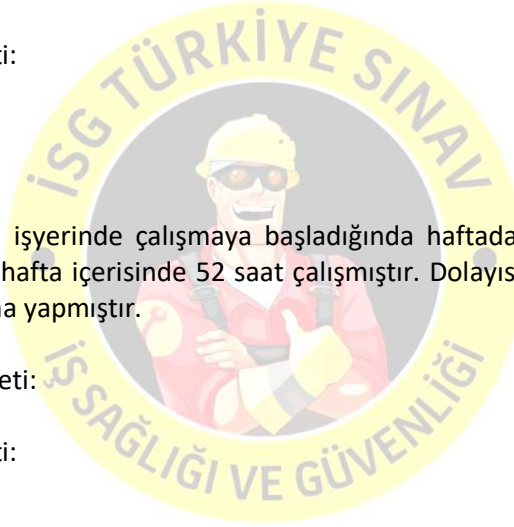 ti:
İSG TÜRKİYE SINAV
işyerinde çalışmaya başladığında haftada
hafta içerisinde 52 saat çalışmıştır. Dolayıs
na yapmıştır.
eti:
ti:
İŞ SAĞLIĞI VE GÜVENLİĞİ